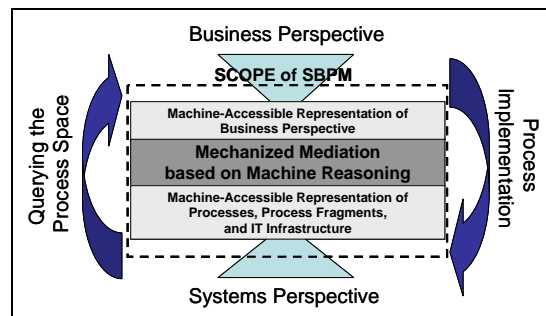 Business Perspective
SCOPE of SBPM
Machine-Accessible Representation of
Business Perspective
Mechanized Mediation
based on Machine Reasoning
Machine-Accessible Representation of
Processes, Process Fragments,
and IT Infrastructure
Systems Perspective
Querying the
Process Space
Process
Implementation